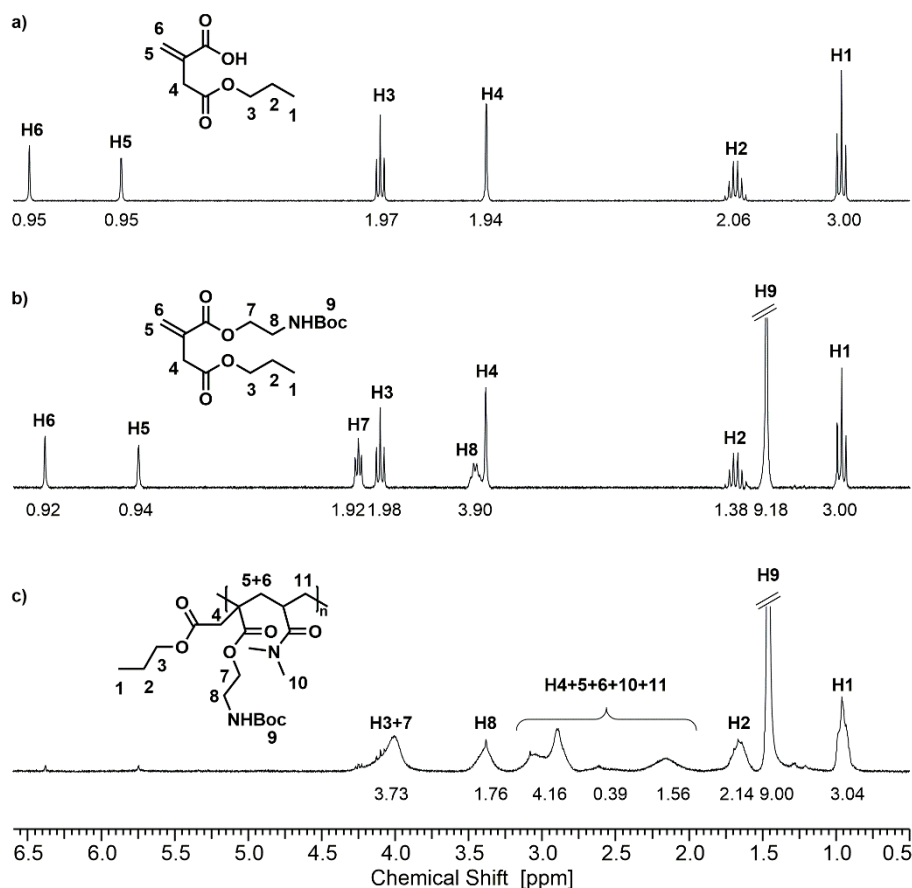 a)
6
5
O
OH
4
O
O
3
2
1
H6
H5
H3
H4
H2
H1
0.95
0.95
1.97
1.94
2.06
3.00
b)
6
5
O
O
7
8
9
NHBoc
4
O
O
3
2
1
H6
H5
H7
H3
H8
H4
H2
H9
H1
0.92
0.94
1.92
1.98
3.90
1.38
9.18
3.00
c)
5+6
11
n
O
4
O
3
1
2
O
O
7
8
NHBoc
9
O
N
10
H3+7
H8
H4+5+6+10+11
H2
H9
H1
3.73
1.76
4.16
0.39
1.56
2.14
9.00
3.04
6.5 6.0 5.5 5.0 4.5 4.0 3.5 3.0 2.5 2.0 1.5 1.0 0.5
Chemical Shift [ppm]